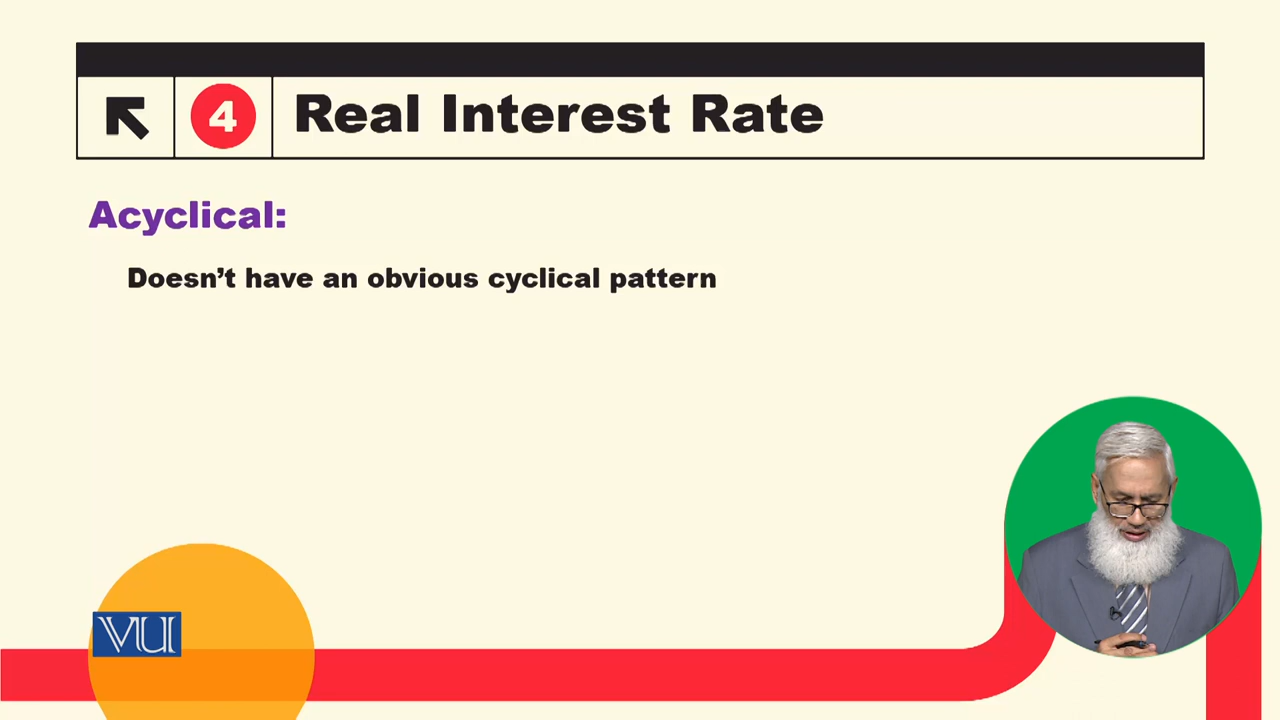 4
Real Interest Rate
Acyclical:
Doesn’t have an obvious cyclical pattern
VU